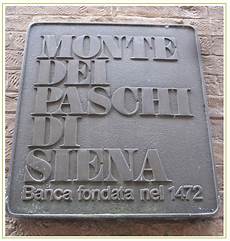 MONTE
DEI
PASCHI
DI
SIENA
Banca fondata nel 1472